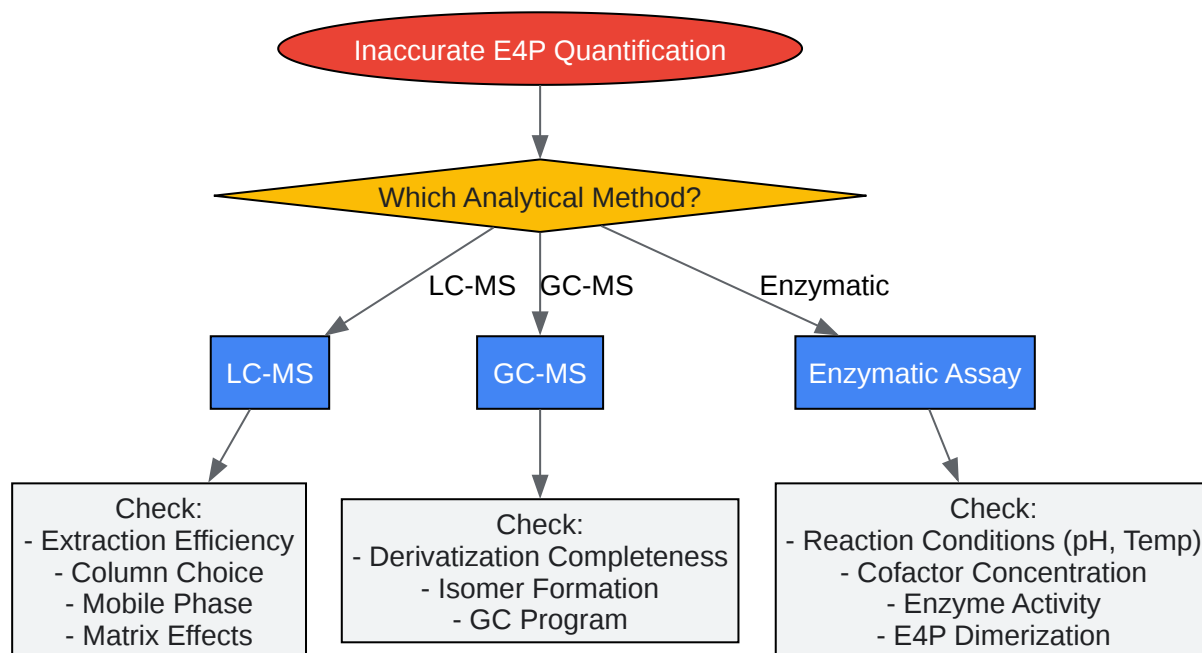 Inaccurate E4P Quantification
Which Analytical Method?
LC-MS
GC-MS
Enzymatic
LC-MS
GC-MS
Enzymatic Assay
Check:
- Extraction Efficiency
- Column Choice
- Mobile Phase
- Matrix Effects
Check:
- Derivatization Completeness
- Isomer Formation
- GC Program
Check:
- Reaction Conditions (pH, Temp)
- Cofactor Concentration
- Enzyme Activity
- E4P Dimerization